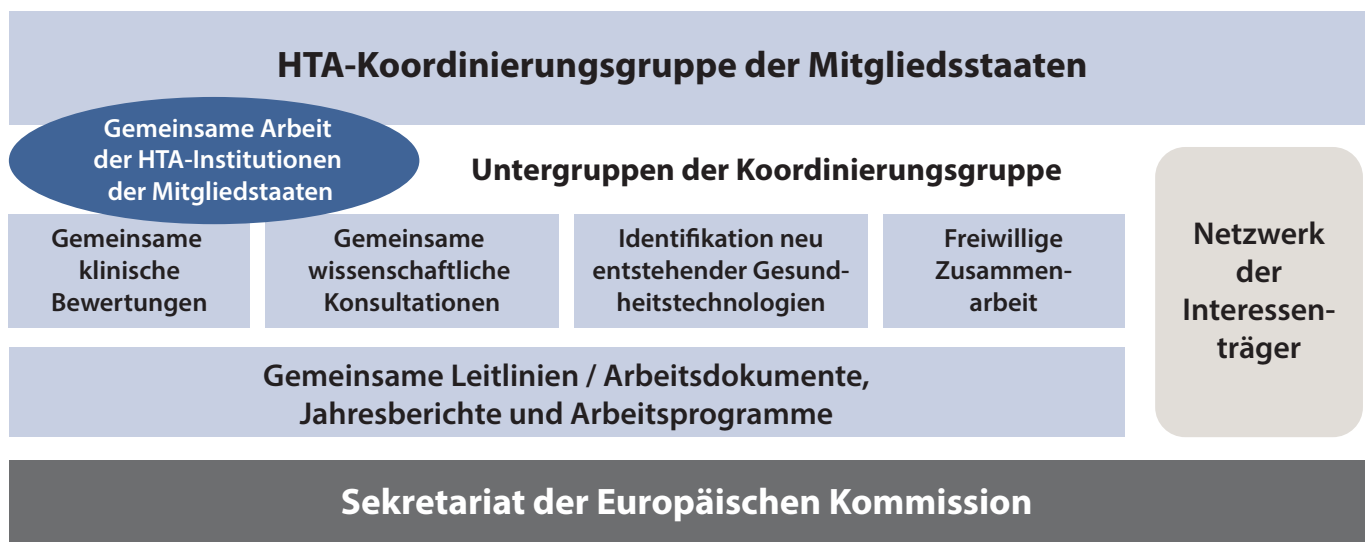 HTA-Koordinierungsgruppe der Mitgliedsstaaten
Gemeinsame Arbeit
der HTA-Institutionen
der Mitgliedstaaten
Untergruppen der Koordinierungsgruppe
Gemeinsame
klinische
Bewertungen
Gemeinsame
wissenschaftliche
Konsultationen
Identifikation neu
entstehender Gesund-
heitstechnologien
Freiwillige
Zusammen-
arbeit
Netzwerk
der
Interessen-
träger
Gemeinsame Leitlinien / Arbeitsdokumente,
Jahresberichte und Arbeitsprogramme
Sekretariat der Europäischen Kommission